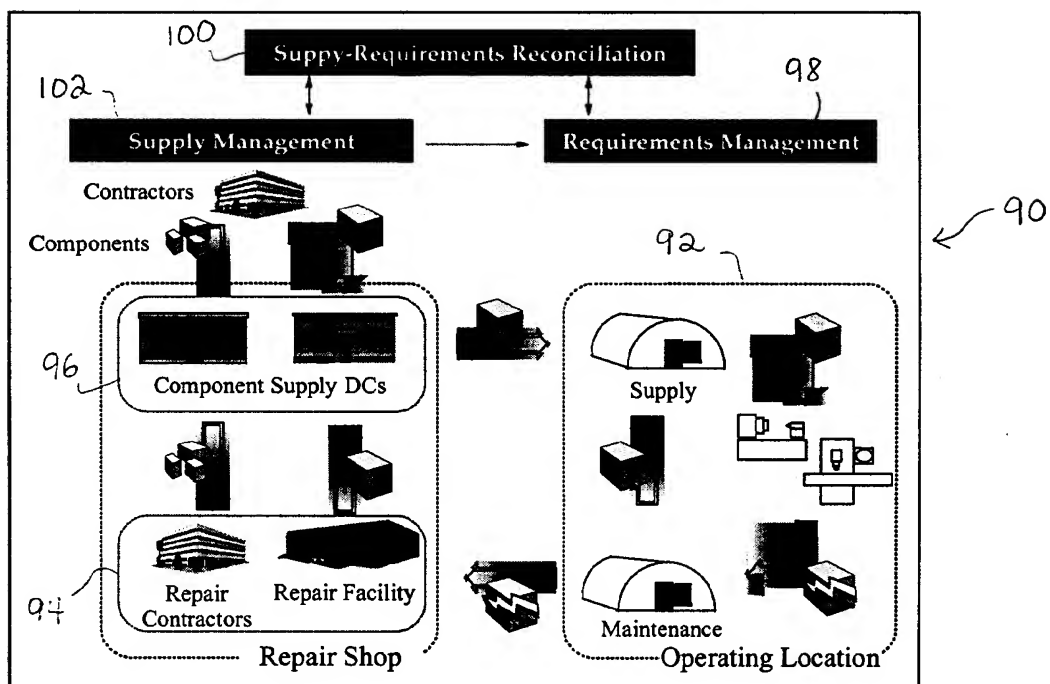 100
Suppy-Requirements Reconciliation
102
98
Supply Management
Requirements Management
Contractors
Components
90
92
96
Component Supply DCs
Supply
94
Repair
Contractors
Repair Facility
Maintenance
Repair Shop
Operating Location